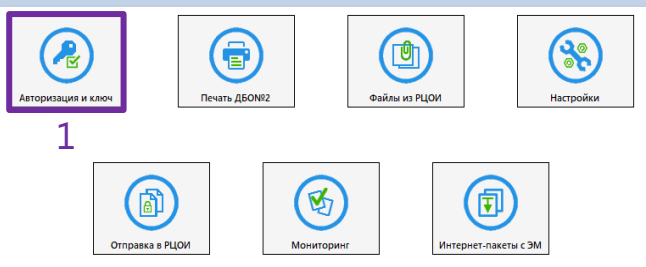 Авторизация и ключ
Печать ДБО№2
Файлы из РЦОИ
Настройки
1
Отправка в РЦОИ
Мониторинг
Интернет-пакеты с ЭМ